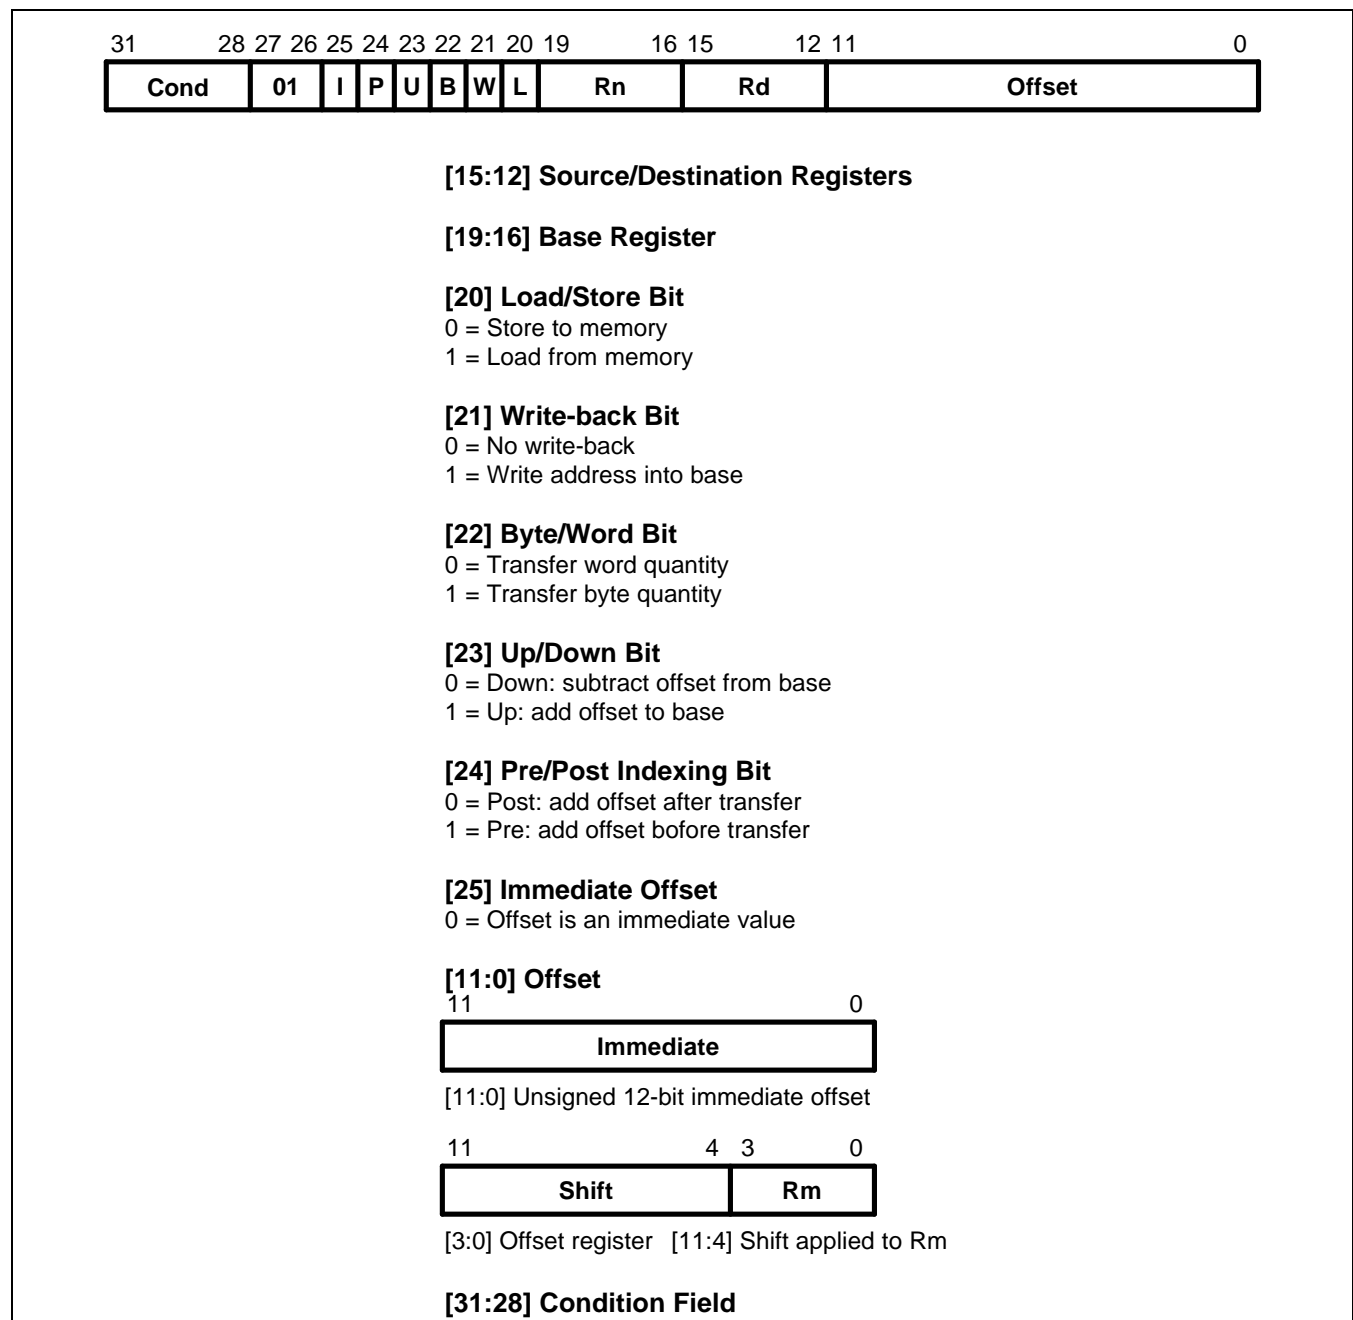 31 28 27 26 25 24 23 22 21 20 19 16 15 12 11 0
Cond 01 I P U B W L Rn Rd Offset
[15:12] Source/Destination Registers
[19:16] Base Register
[20] Load/Store Bit
0 = Store to memory
1 = Load from memory
[21] Write-back Bit
0 = No write-back
1 = Write address into base
[22] Byte/Word Bit
0 = Transfer word quantity
1 = Transfer byte quantity
[23] Up/Down Bit
0 = Down: subtract offset from base
1 = Up: add offset to base
[24] Pre/Post Indexing Bit
0 = Post: add offset after transfer
1 = Pre: add offset bofore transfer
[25] Immediate Offset
0 = Offset is an immediate value
[11:0] Offset
11 0
Immediate
[11:0] Unsigned 12-bit immediate offset
11 4 3 0
Shift Rm
[3:0] Offset register [11:4] Shift applied to Rm
[31:28] Condition Field